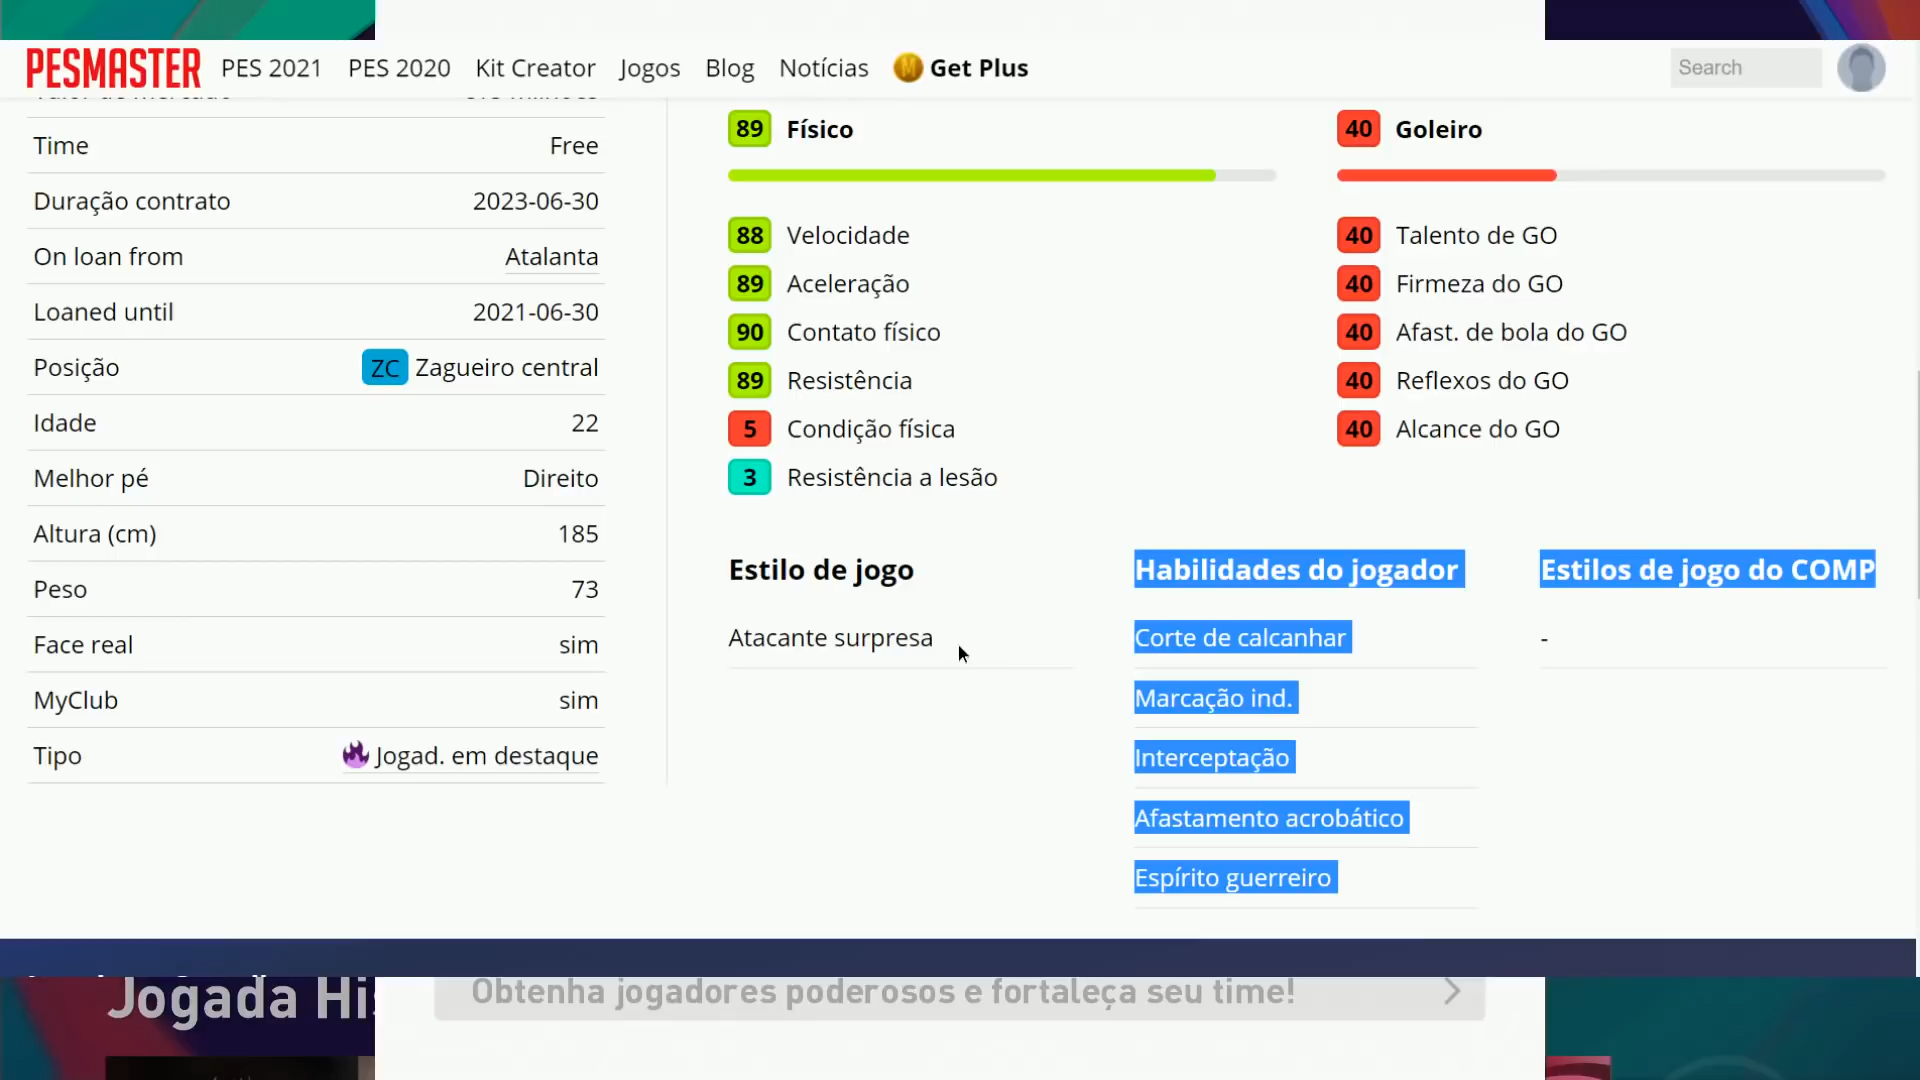 PESMASTER PES 2021 PES 2020 Kit Creator Jogos Blog Notícias Get Plus Search
Time Free
Duração contrato 2023-06-30
On loan from Atalanta
Loaned until 2021-06-30
Posição ZC Zagueiro central
Idade 22
Melhor pé Direito
Altura (cm) 185
Peso 73
Face real sim
MyClub sim
Tipo Jogad. em destaque
89 Físico
88 Velocidade
89 Aceleração
90 Contato físico
89 Resistência
5 Condição física
3 Resistência a lesão
40 Goleiro
40 Talento de GO
40 Firmeza do GO
40 Afast. de bola do GO
40 Reflexos do GO
40 Alcance do GO
Estilo de jogo
Atacante surpresa
Habilidades do jogador
Corte de calcanhar
Marcação ind.
Interceptação
Afastamento acrobático
Espírito guerreiro
Estilos de jogo do COMP
-
Jogada His
Obtenha jogadores poderosos e fortaleça seu time!